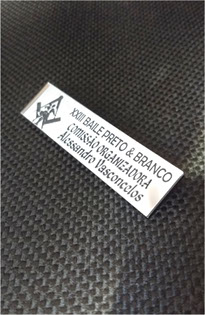 XXIII BAILE PRETO & BRANCO
COMISSÃO ORGANIZADORA
Alessandro Vasconcelos